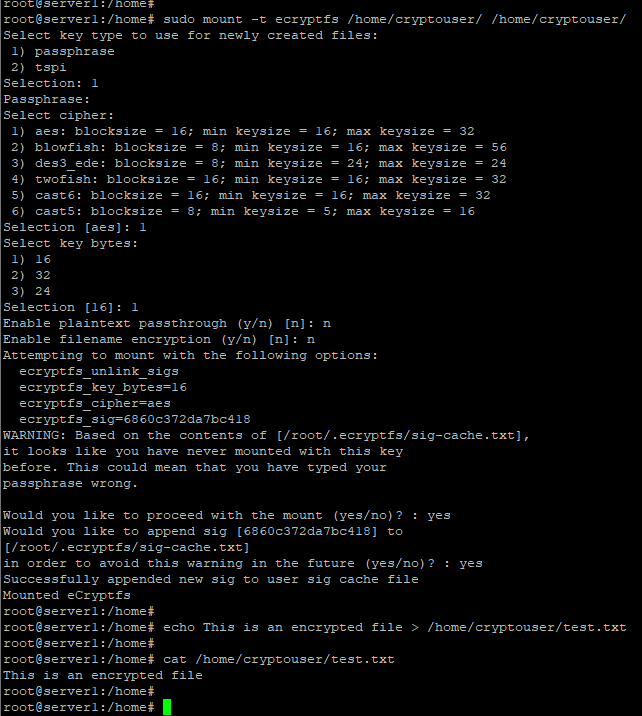 root@server1:/home#
root@server1:/home# sudo mount -t ecryptfs /home/cryptouser/ /home/cryptouser/
Select key type to use for newly created files:
 1) passphrase
 2) tspi
Selection: 1
Passphrase:
Select cipher:
 1) aes: blocksize = 16; min keysize = 16; max keysize = 32
 2) blowfish: blocksize = 8; min keysize = 16; max keysize = 56
 3) des3_ede: blocksize = 8; min keysize = 24; max keysize = 24
 4) twofish: blocksize = 16; min keysize = 16; max keysize = 32
 5) cast6: blocksize = 16; min keysize = 16; max keysize = 32
 6) cast5: blocksize = 8; min keysize = 5; max keysize = 16
Selection [aes]: 1
Select key bytes:
 1) 16
 2) 32
 3) 24
Selection [16]: 1
Enable plaintext passthrough (y/n) [n]: n
Enable filename encryption (y/n) [n]: n
Attempting to mount with the following options:
  ecryptfs_unlink_sigs
  ecryptfs_key_bytes=16
  ecryptfs_cipher=aes
  ecryptfs_sig=6860c372da7bc418
WARNING: Based on the contents of [/root/.ecryptfs/sig-cache.txt],
it looks like you have never mounted with this key
before. This could mean that you have typed your
passphrase wrong.

Would you like to proceed with the mount (yes/no)? : yes
Would you like to append sig [6860c372da7bc418] to
[/root/.ecryptfs/sig-cache.txt]
in order to avoid this warning in the future (yes/no)? : yes
Successfully appended new sig to user sig cache file
Mounted eCryptfs
root@server1:/home#
root@server1:/home# echo This is an encrypted file > /home/cryptouser/test.txt
root@server1:/home#
root@server1:/home# cat /home/cryptouser/test.txt
This is an encrypted file
root@server1:/home#
root@server1:/home#